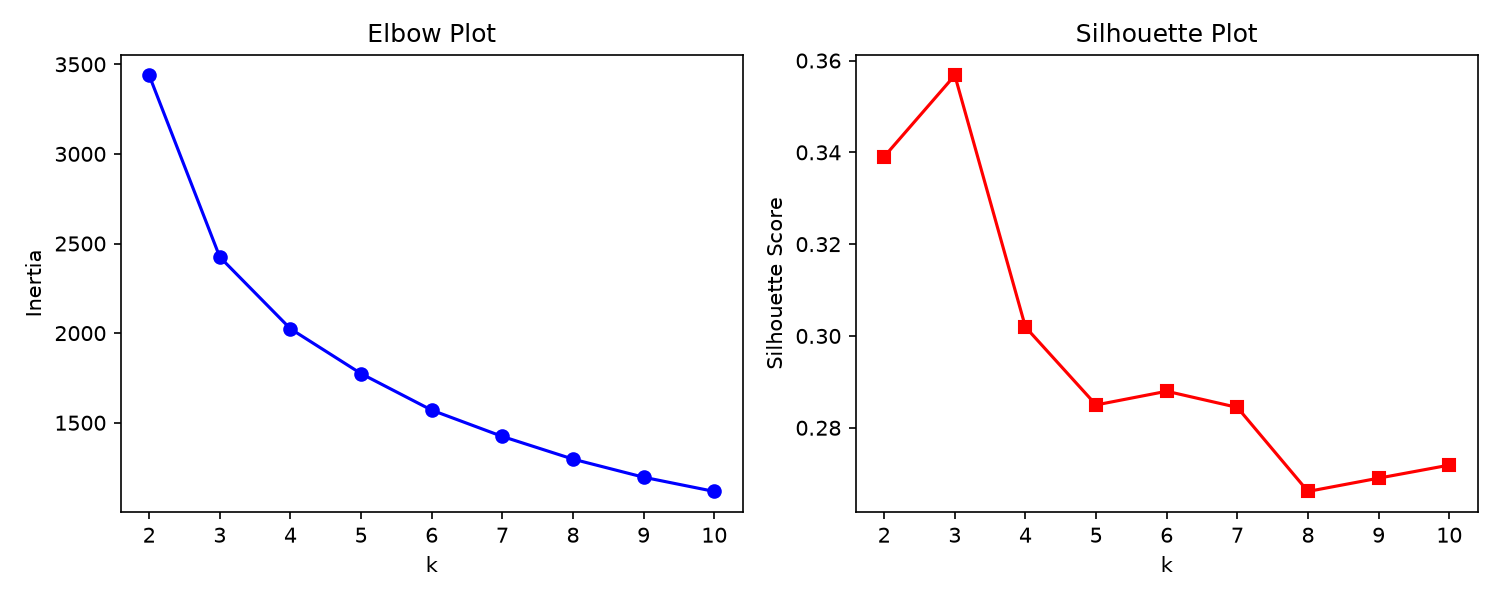 Elbow Plot
Inertia
3500
3000
2500
2000
1500
2 3 4 5 6 7 8 9 10
k
Silhouette Plot
Silhouette Score
0.36
0.34
0.32
0.30
0.28
2 3 4 5 6 7 8 9 10
k